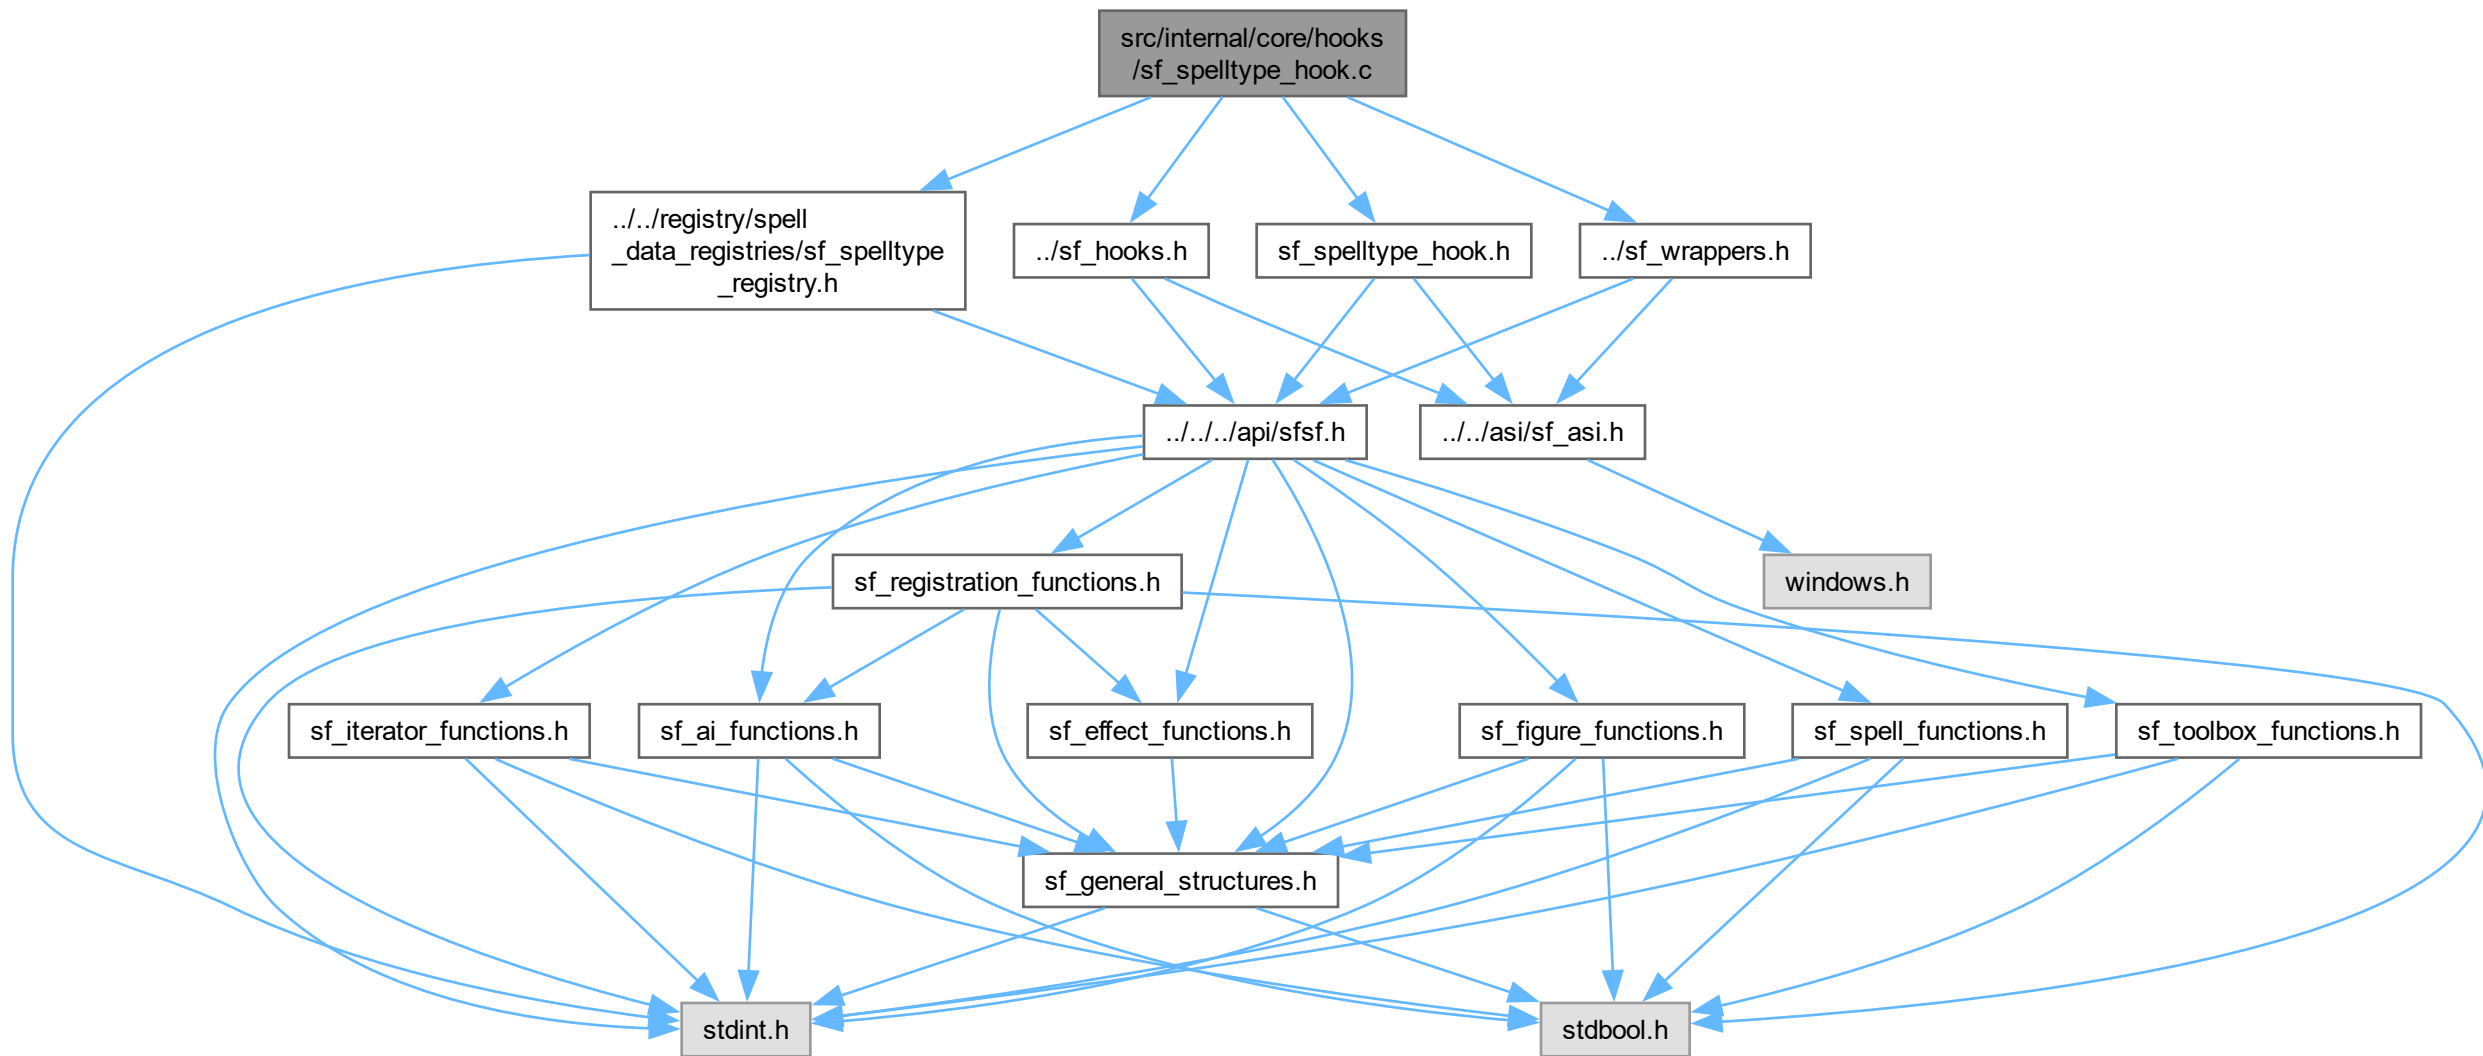 src/internal/core/hooks
/sf_spelltype_hook.c
../../registry/spell
_data_registries/sf_spelltype
_registry.h
../sf_hooks.h
sf_spelltype_hook.h
../sf_wrappers.h
../../../api/sfsf.h
../../asi/sf_asi.h
sf_registration_functions.h
windows.h
sf_iterator_functions.h
sf_ai_functions.h
sf_effect_functions.h
sf_figure_functions.h
sf_spell_functions.h
sf_toolbox_functions.h
sf_general_structures.h
stdint.h
stdbool.h